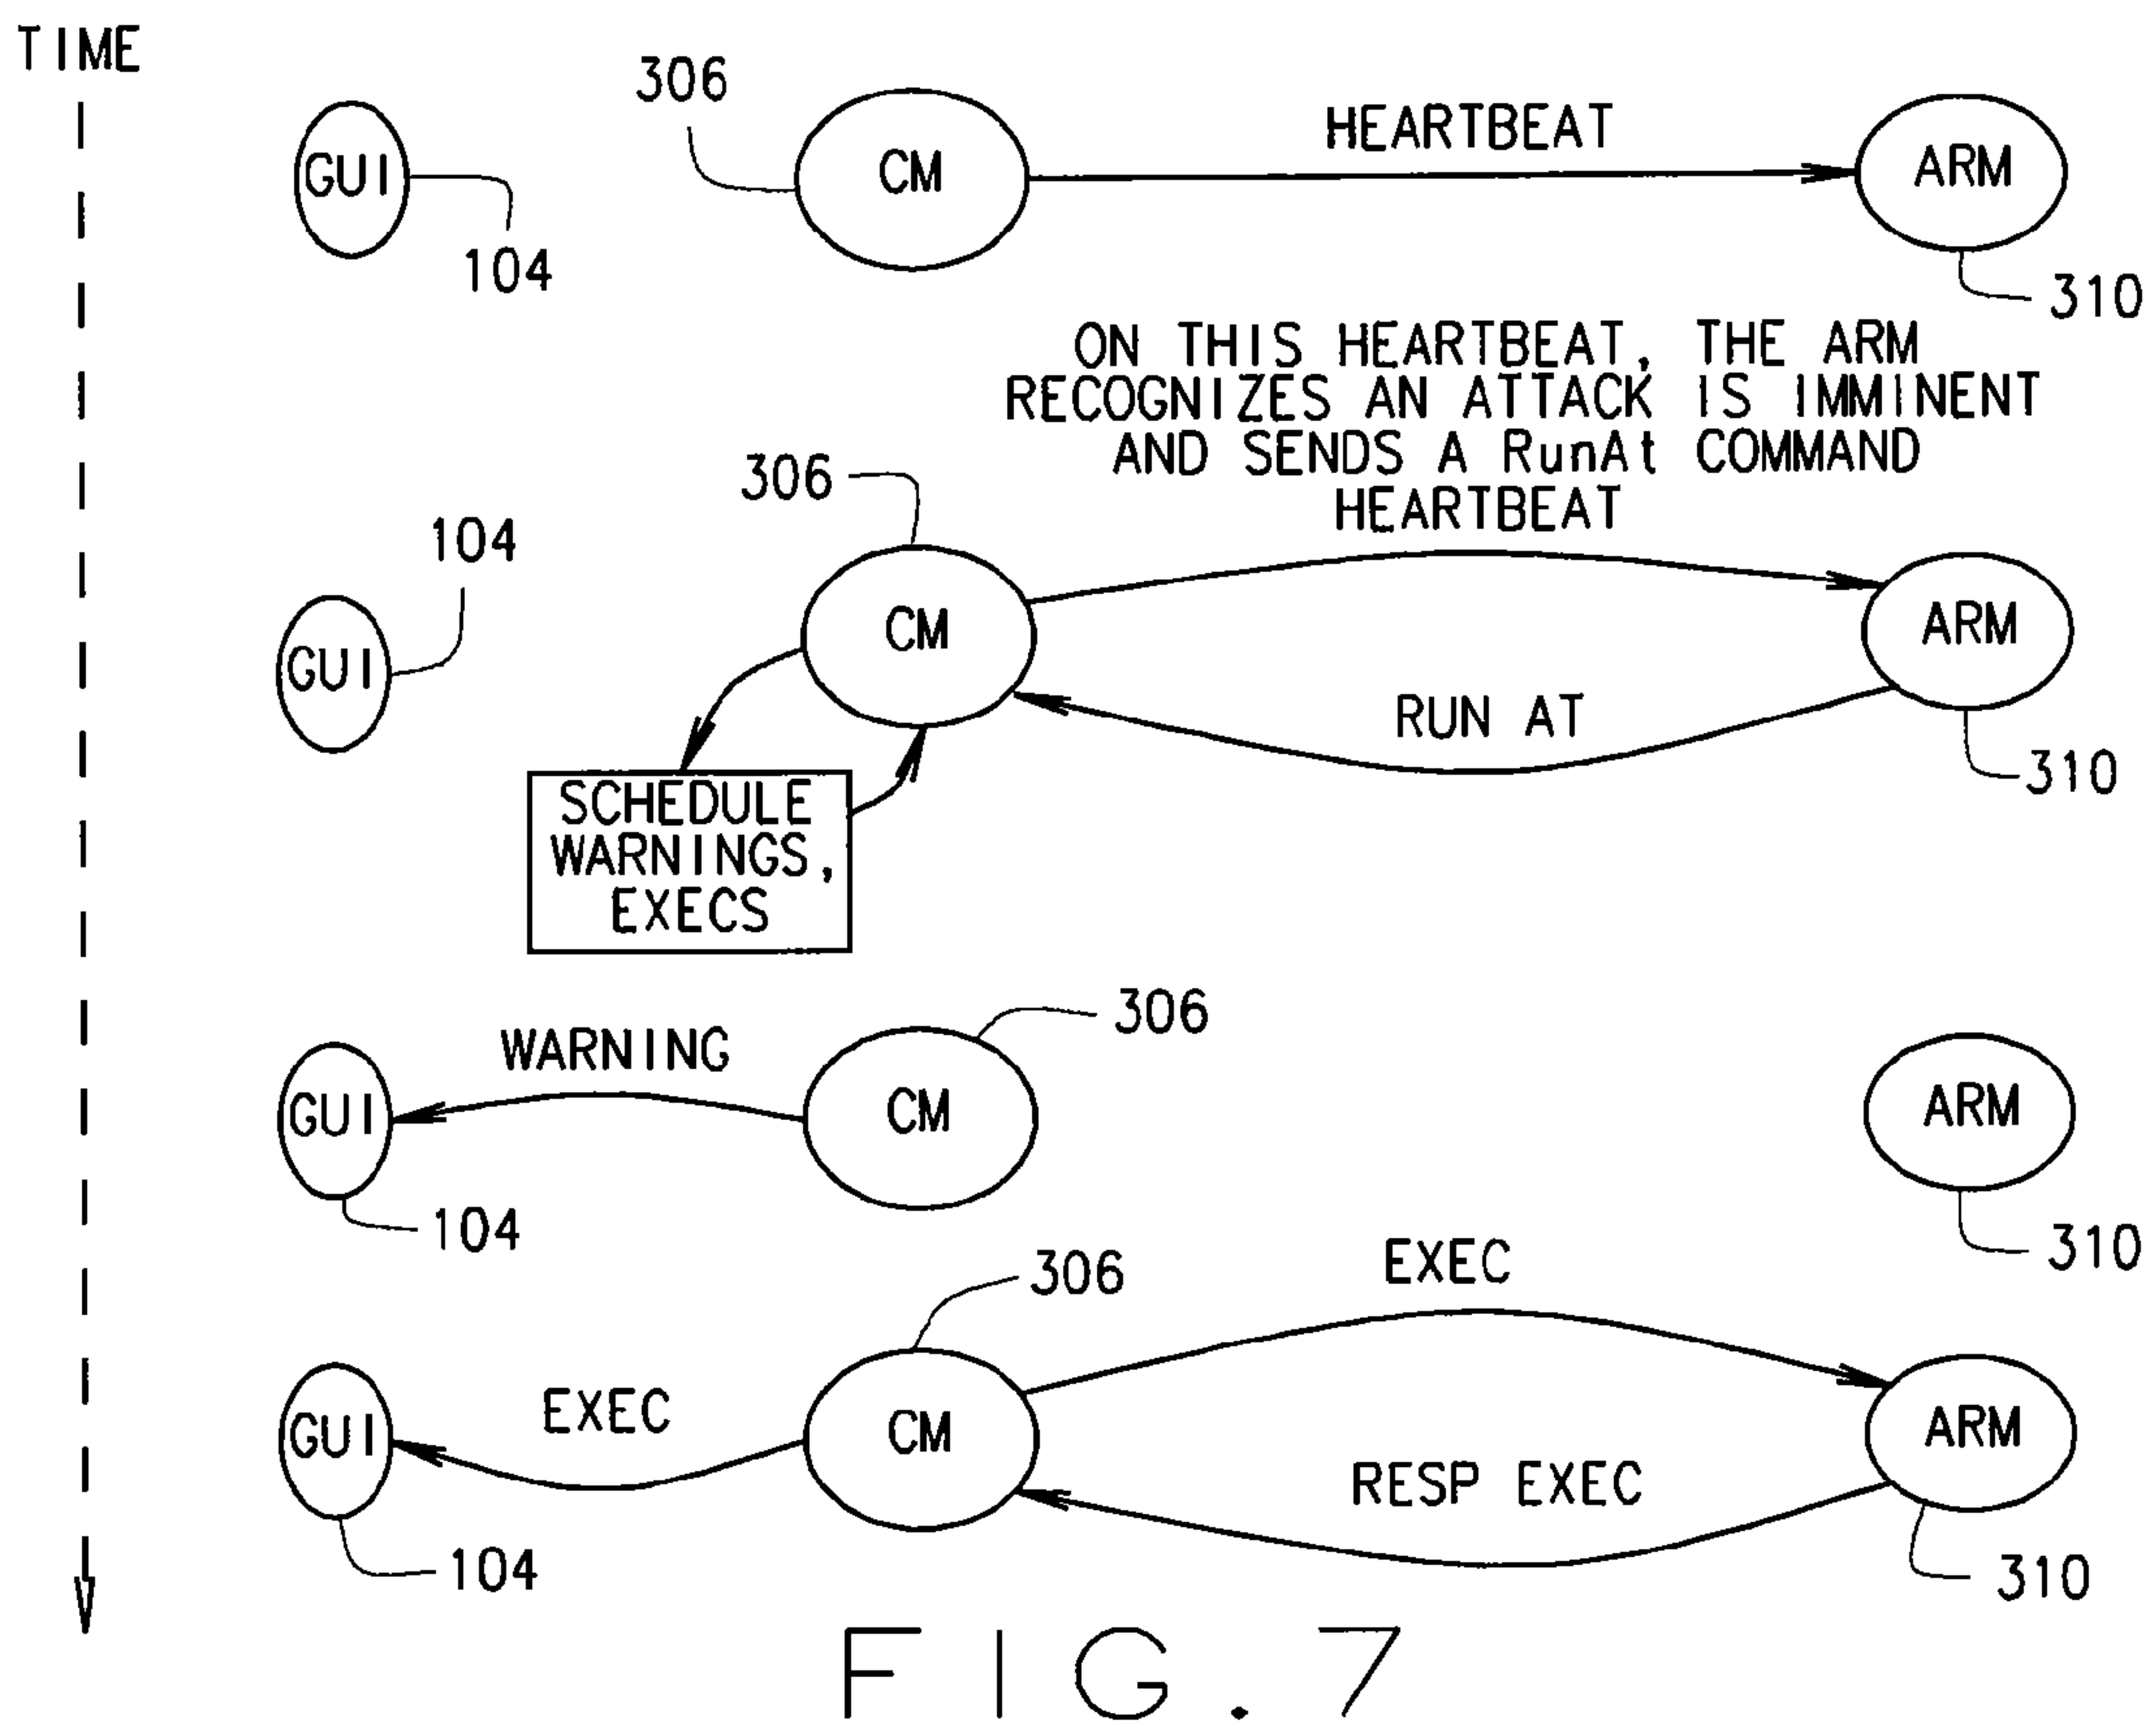 TIME
306
HEARTBEAT
GUI
CM
ARM
104
310
ON THIS HEARTBEAT, THE ARM
RECOGNIZES AN ATTACK IS IMMINENT
AND SENDS A RunAt COMMAND
306
HEARTBEAT
104
GUI
CM
ARM
RUN AT
310
SCHEDULE
WARNINGS,
EXECS
306
WARNING
GUI
CM
ARM
104
310
306
EXEC
EXEC
GUI
CM
ARM
RESP EXEC
104
310
FIG. 7